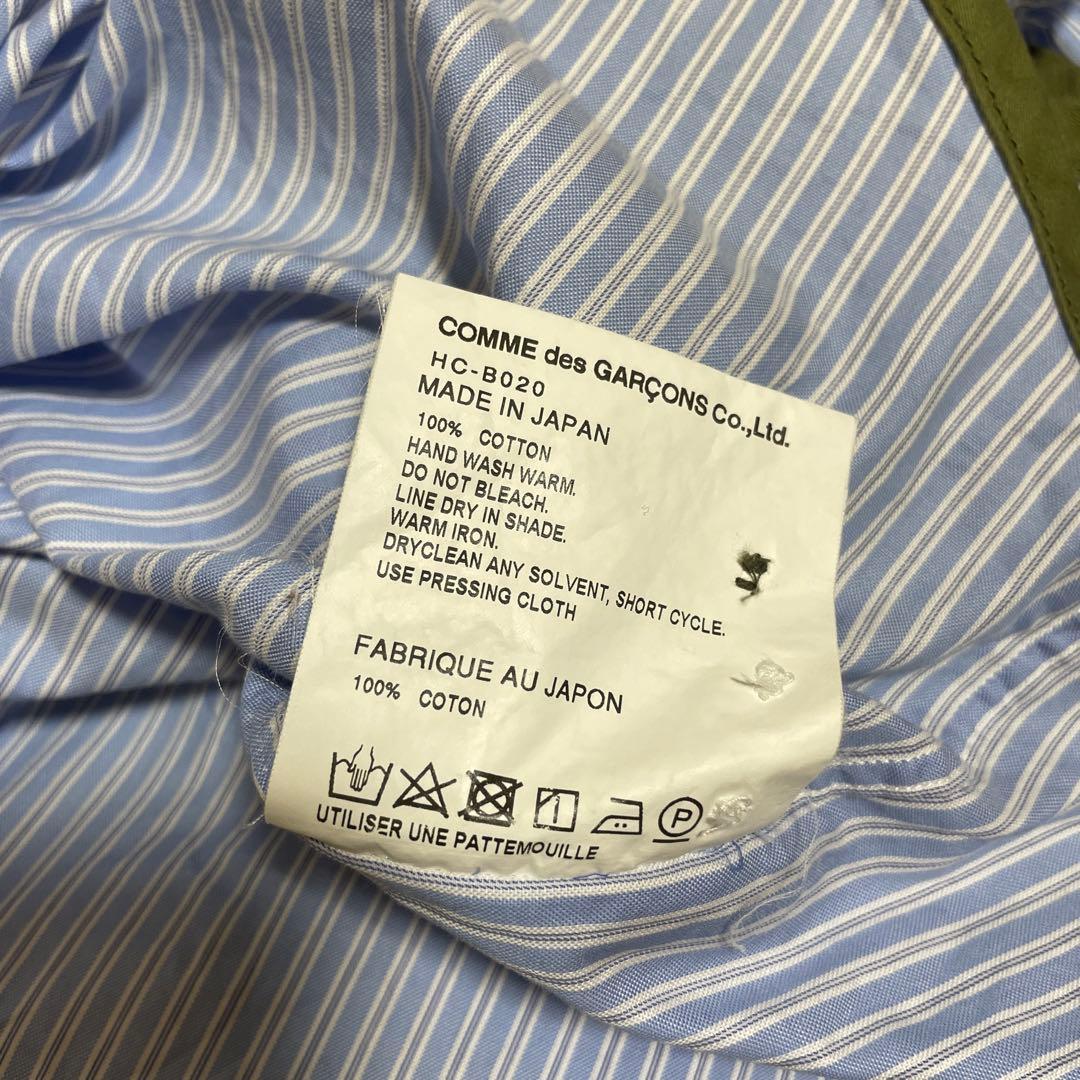 COMME des GARÇONS Co.,Ltd.
HC-B020
MADE IN JAPAN
100% COTTON
HAND WASH WARM.
DO NOT BLEACH.
LINE DRY IN SHADE.
WARM IRON.
DRYCLEAN ANY SOLVENT, SHORT CYCLE.
USE PRESSING CLOTH
FABRIQUE AU JAPON
100% COTON
P
UTILISER UNE PATTEMOUILLE